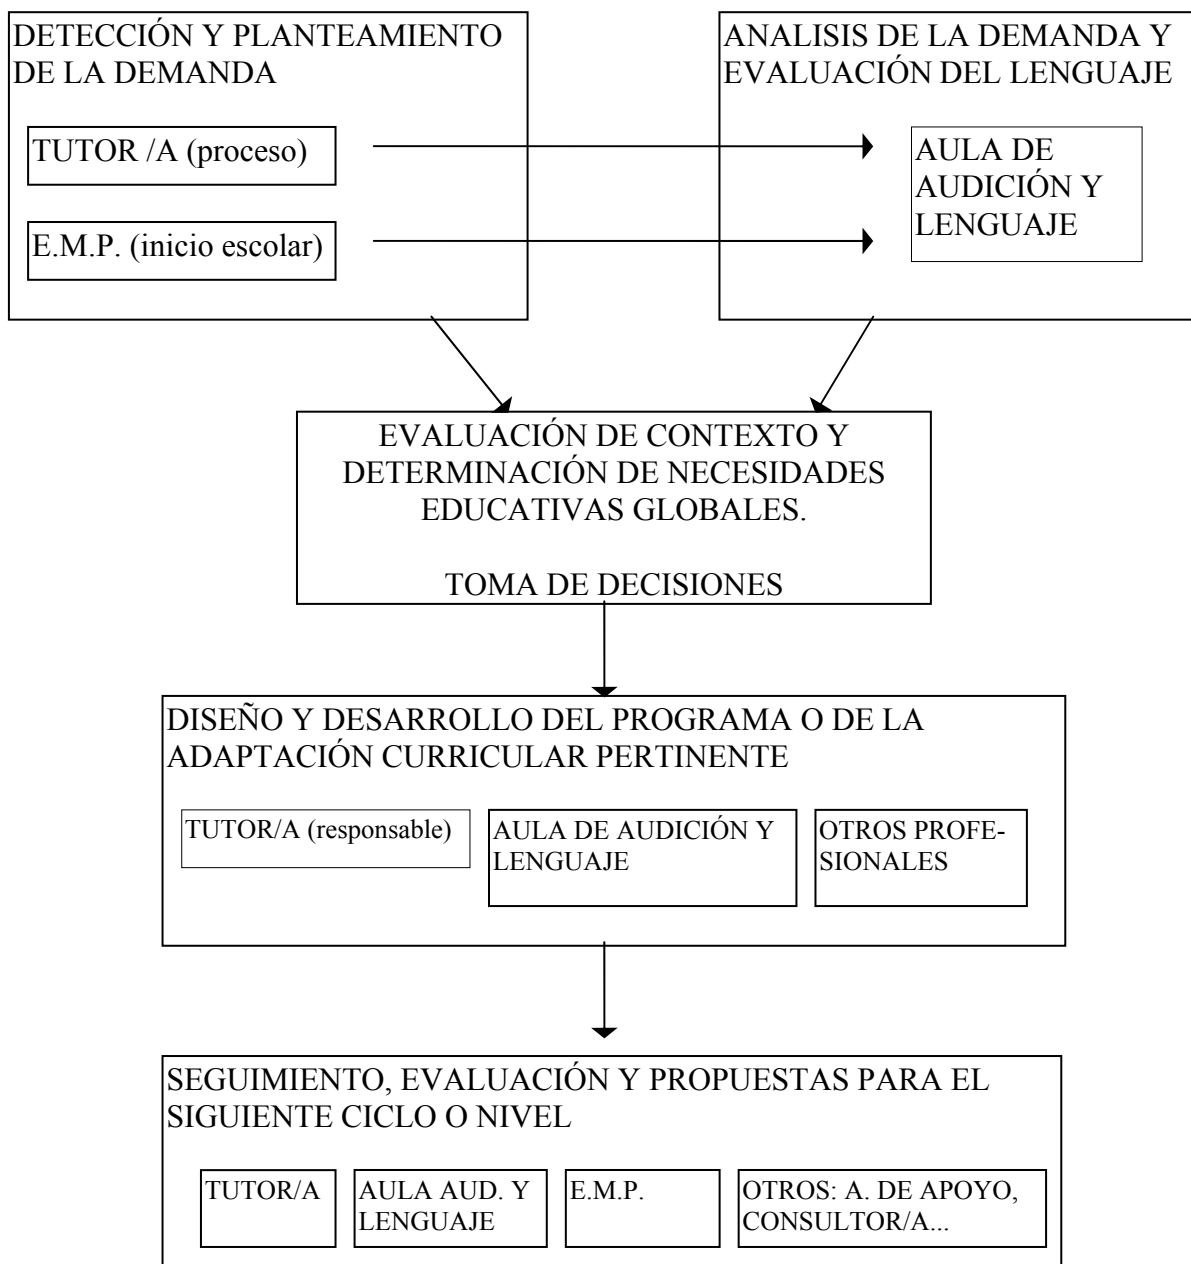 DETECCIÓN Y PLANTEAMIENTO
DE LA DEMANDA
TUTOR /A (proceso)
E.M.P. (inicio escolar)
ANALISIS DE LA DEMANDA Y
EVALUACIÓN DEL LENGUAJE
AULA DE
AUDICIÓN Y
LENGUAJE
EVALUACIÓN DE CONTEXTO Y
DETERMINACIÓN DE NECESIDADES
EDUCATIVAS GLOBALES.
TOMA DE DECISIONES
DISEÑO Y DESARROLLO DEL PROGRAMA O DE LA
ADAPTACIÓN CURRICULAR PERTINENTE
TUTOR/A (responsable)
AULA DE AUDICIÓN Y
LENGUAJE
OTROS PROFE-
SIONALES
SEGUIMIENTO, EVALUACIÓN Y PROPUESTAS PARA EL
SIGUIENTE CICLO O NIVEL
TUTOR/A
AULA AUD. Y
LENGUAJE
E.M.P.
OTROS: A. DE APOYO,
CONSULTOR/A...